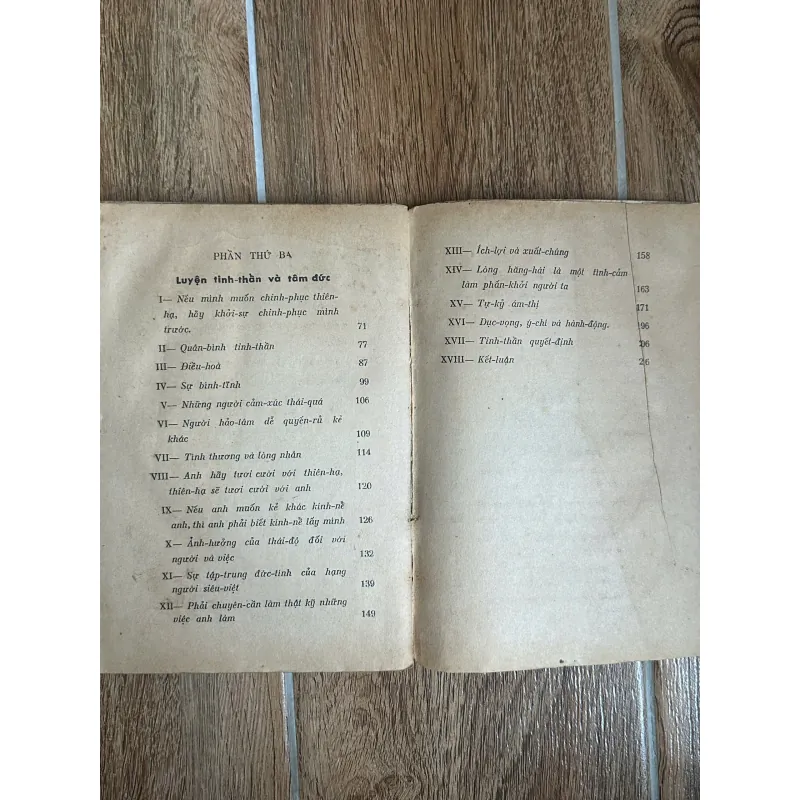 PHẦN THỨ BA
Luyện tinh-thần và tâm đức
I— Nếu mình muốn chinh-phục thiên-
hạ, hãy khởi-sự chinh-phục mình
trước. 71
II— Quân-bình tinh-thần 77
III— Điều-hoà 87
IV— Sự bình-tĩnh 99
V— Những người cảm-xúc thái-quá 106
VI— Người hảo-tâm dễ quyến-rũ kẻ
khác 109
VII— Tình thương và lòng nhân 114
VIII— Anh hãy tươi cười với thiên-hạ,
thiên-hạ sẽ tươi cười với anh 120
IX— Nếu anh muốn kẻ khác kính-nể
anh, thì anh phải biết kính-nể lấy mình 126
X— Ảnh-hưởng của thái-độ đối với
người và việc 132
XI— Sự tập-trung đức-tính của hạng
người siêu-việt 139
XII— Phải chuyên-cần làm thật kỹ những
việc anh làm 149
XIII— Ích-lợi và xuất-chúng 158
XIV— Lòng hăng-hái là một tình-cảm
làm phấn-khởi người ta 163
XV— Tự-kỷ ám-thị 171
XVI— Dục-vọng, ý-chí và hành-động. 196
XVII— Tinh-thần quyết-định
XVIII— Kết-luận